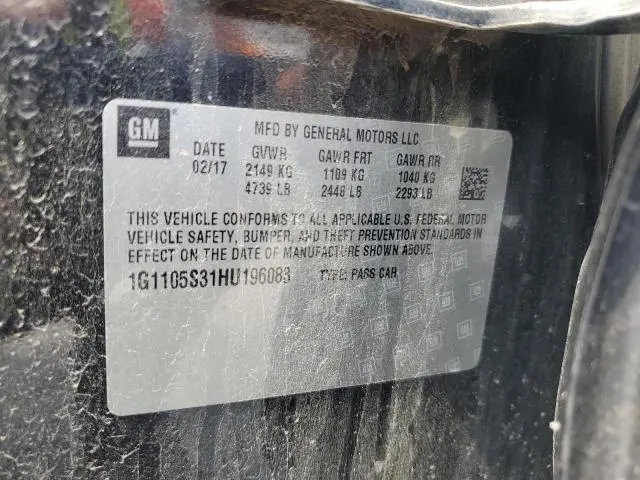 GM
MFD BY GENERAL MOTORS LLC
DATE GVWR GAWR FRT GAWR RR
02/17 2149 KG 1109 KG 1040 KG
4739 LB 2446 LB 2293 LB
THIS VEHICLE CONFORMS TO ALL APPLICABLE U.S. FEDERAL MOTOR
VEHICLE SAFETY, BUMPER, AND THEFT PREVENTION STANDARDS IN
EFFECT ON THE DATE OF MANUFACTURE SHOWN ABOVE.
1G1105S31HU196083 TYPE: PASS CAR